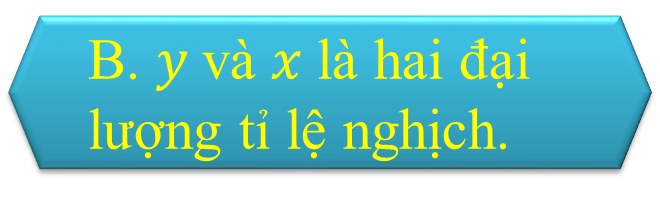 B. y và x là hai đại
lượng tỉ lệ nghịch.